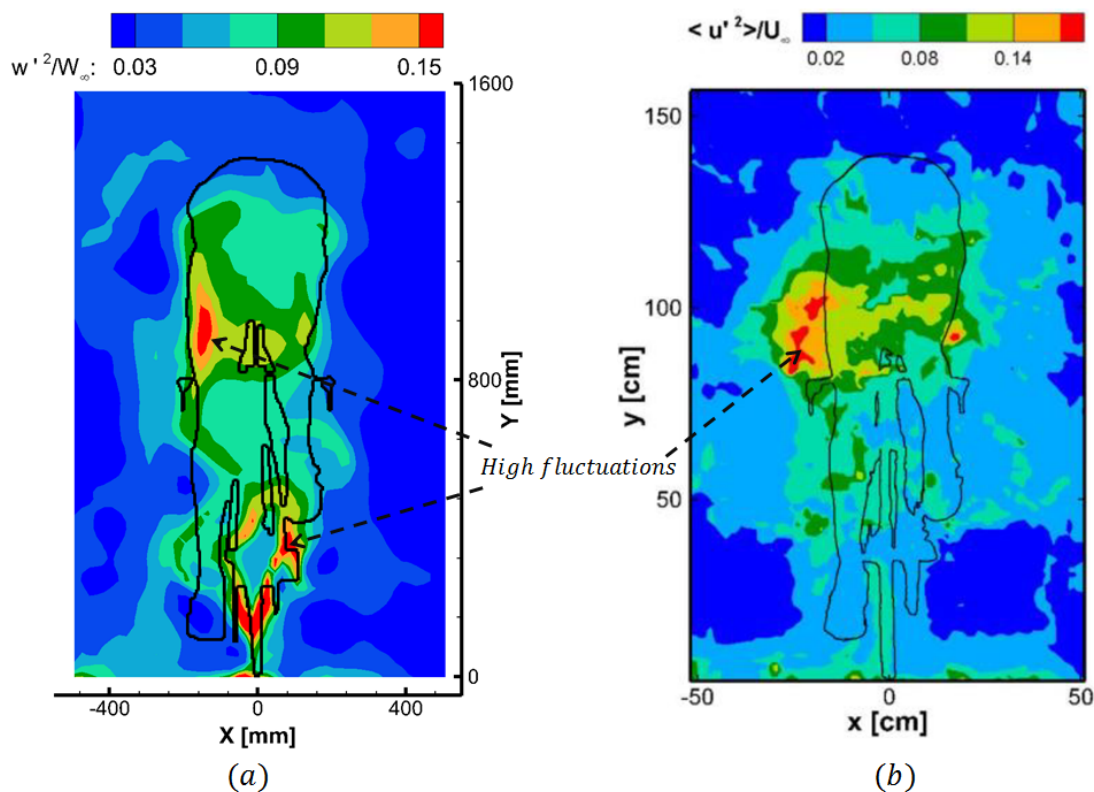 w'²/W∞: 0.03 0.09 0.15
1600
800
0
Y [mm]
-400 0 400
X [mm]
(a)
< u'²>/U∞
0.02 0.08 0.14
150
100
50
y [cm]
-50 0 50
x [cm]
(b)
High fluctuations